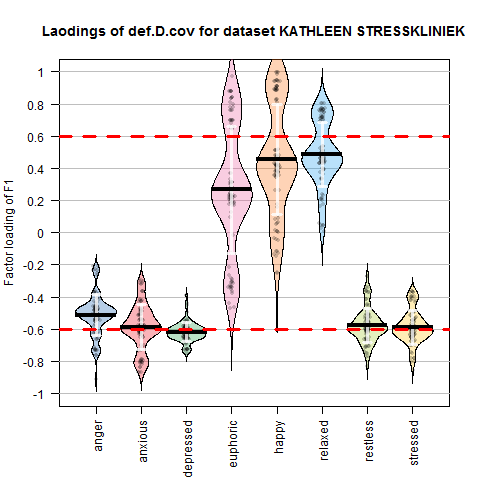 Laodings of def.D.cov for dataset KATHLEEN STRESSKLINIEK
Factor loading of F1
1
0.8
0.6
0.4
0.2
0
-0.2
-0.4
-0.6
-0.8
-1
anger
anxious
depressed
euphoric
happy
relaxed
restless
stressed